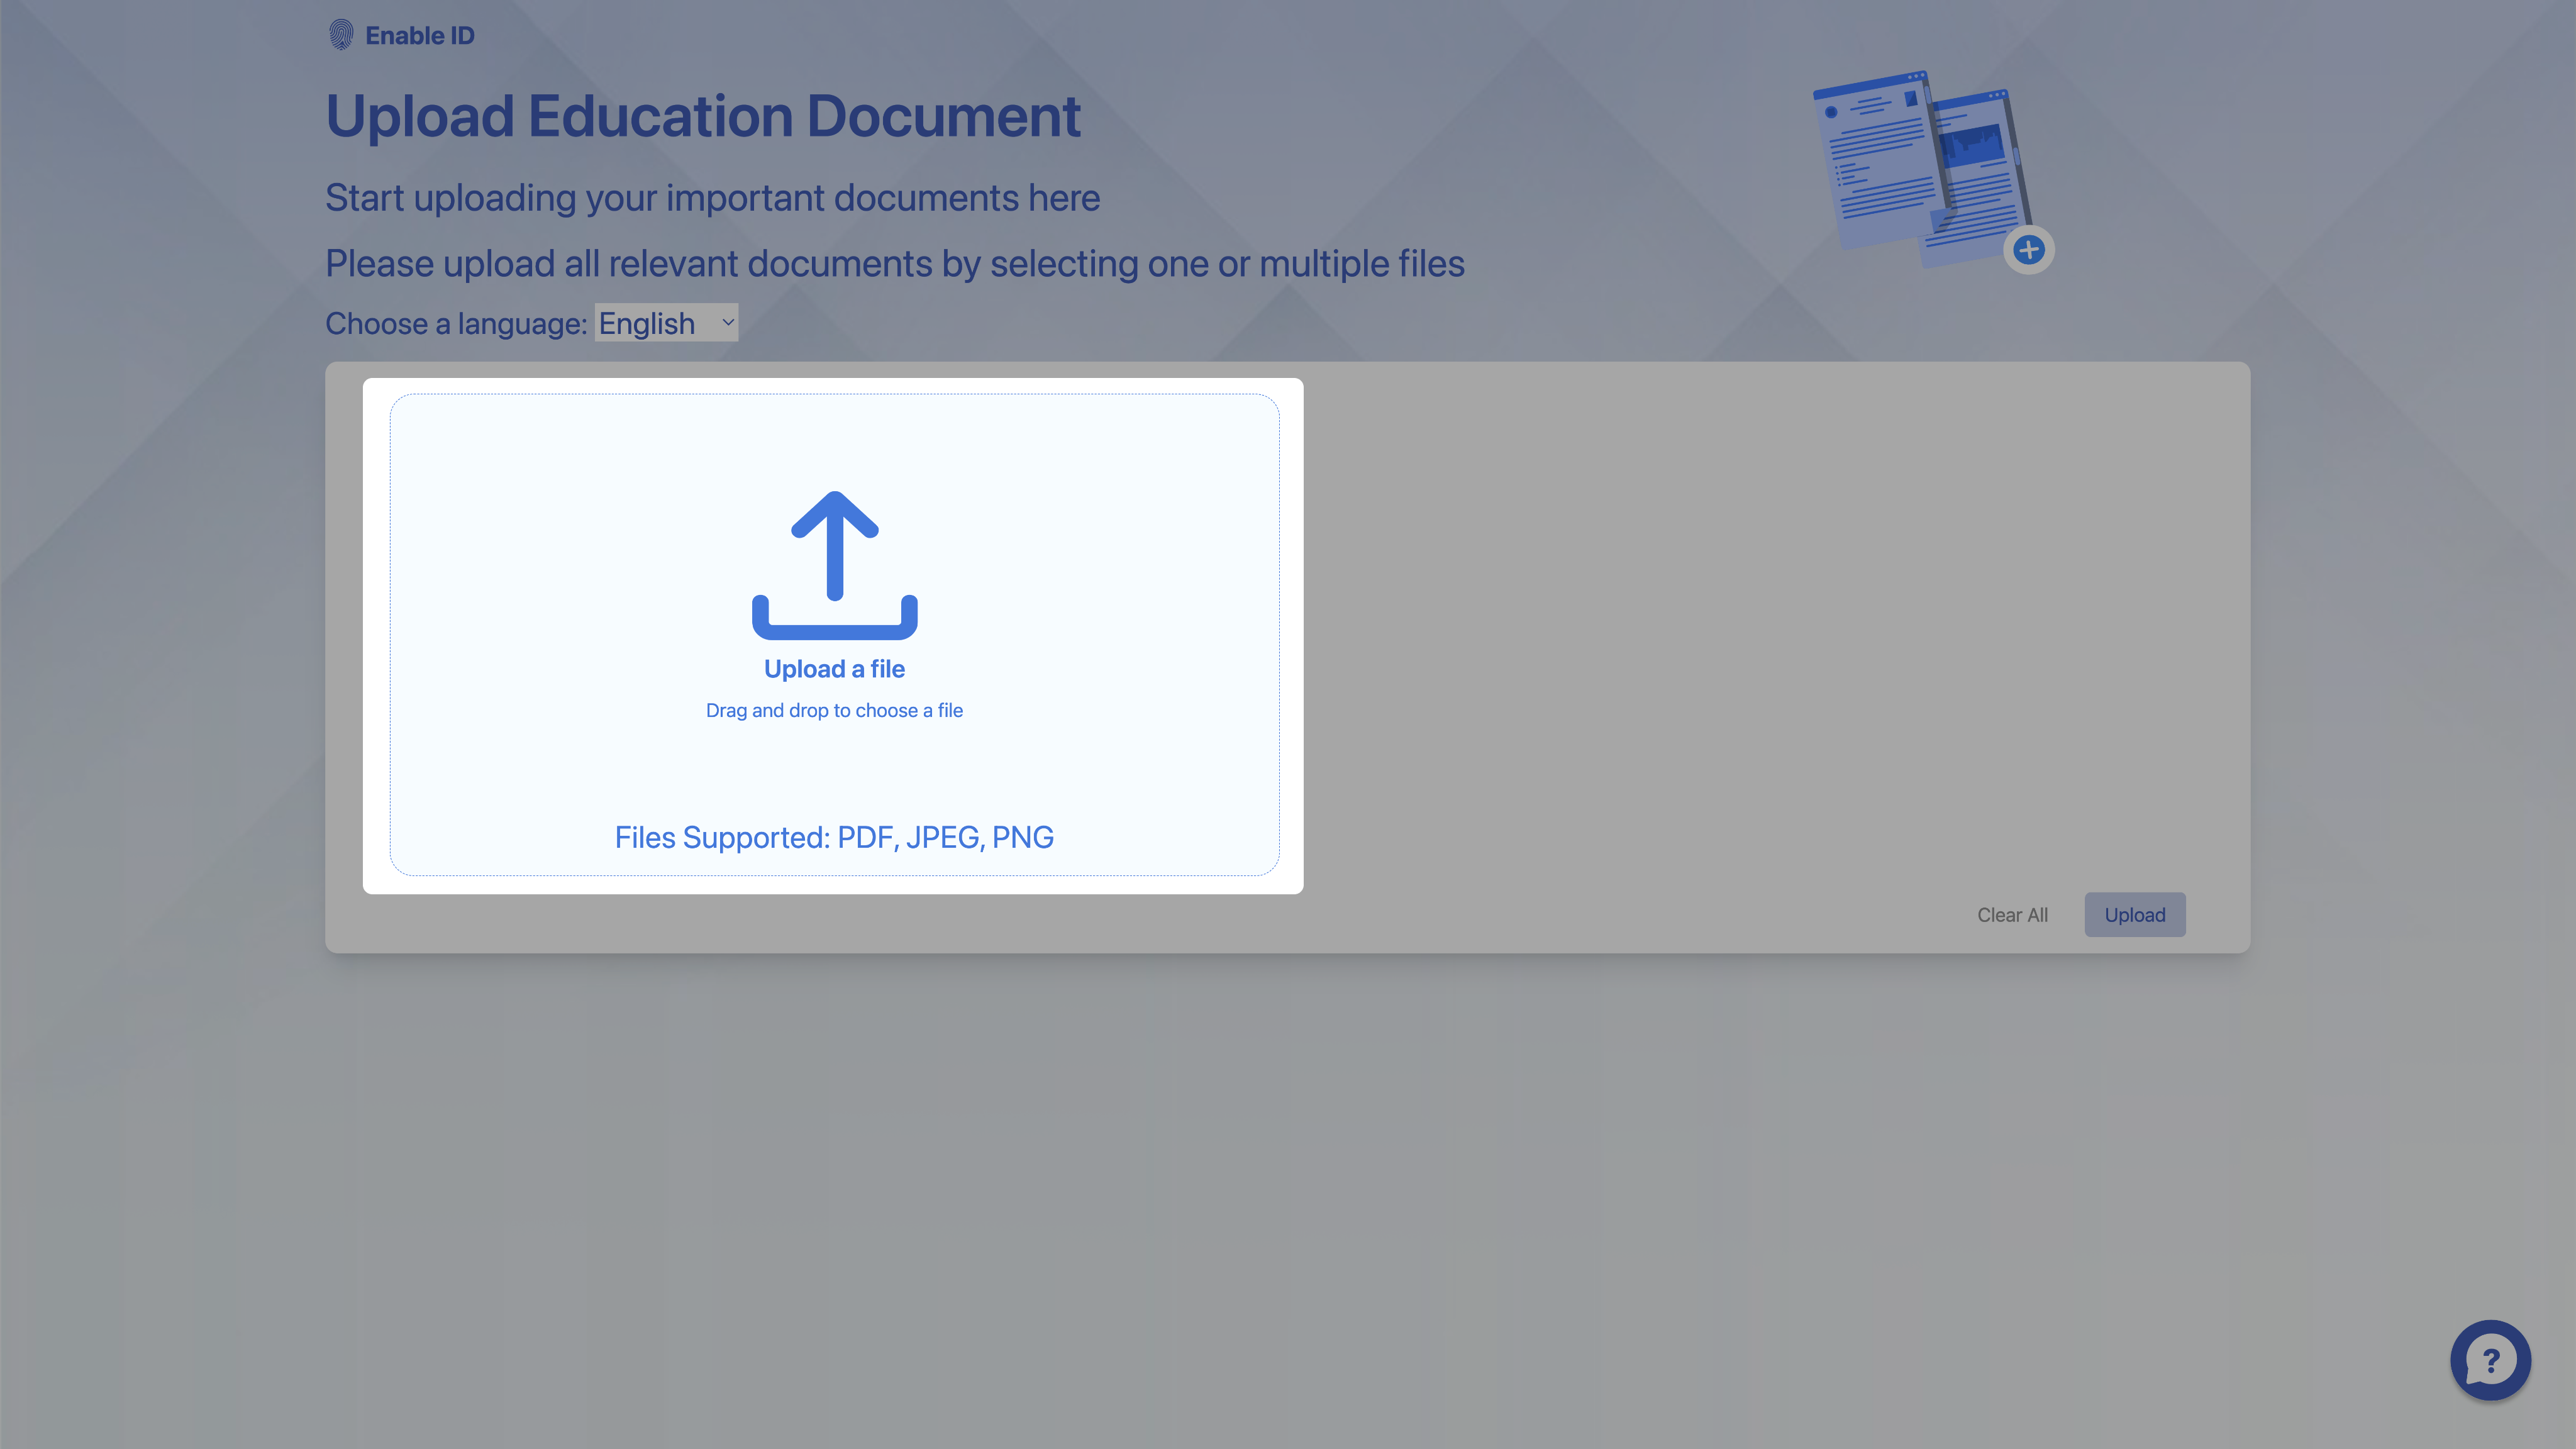 Enable ID
Upload Education Document
Start uploading your important documents here
Please upload all relevant documents by selecting one or multiple files
Choose a language: English
Upload a file
Drag and drop to choose a file
Files Supported: PDF, JPEG, PNG
Clear All
Upload
?